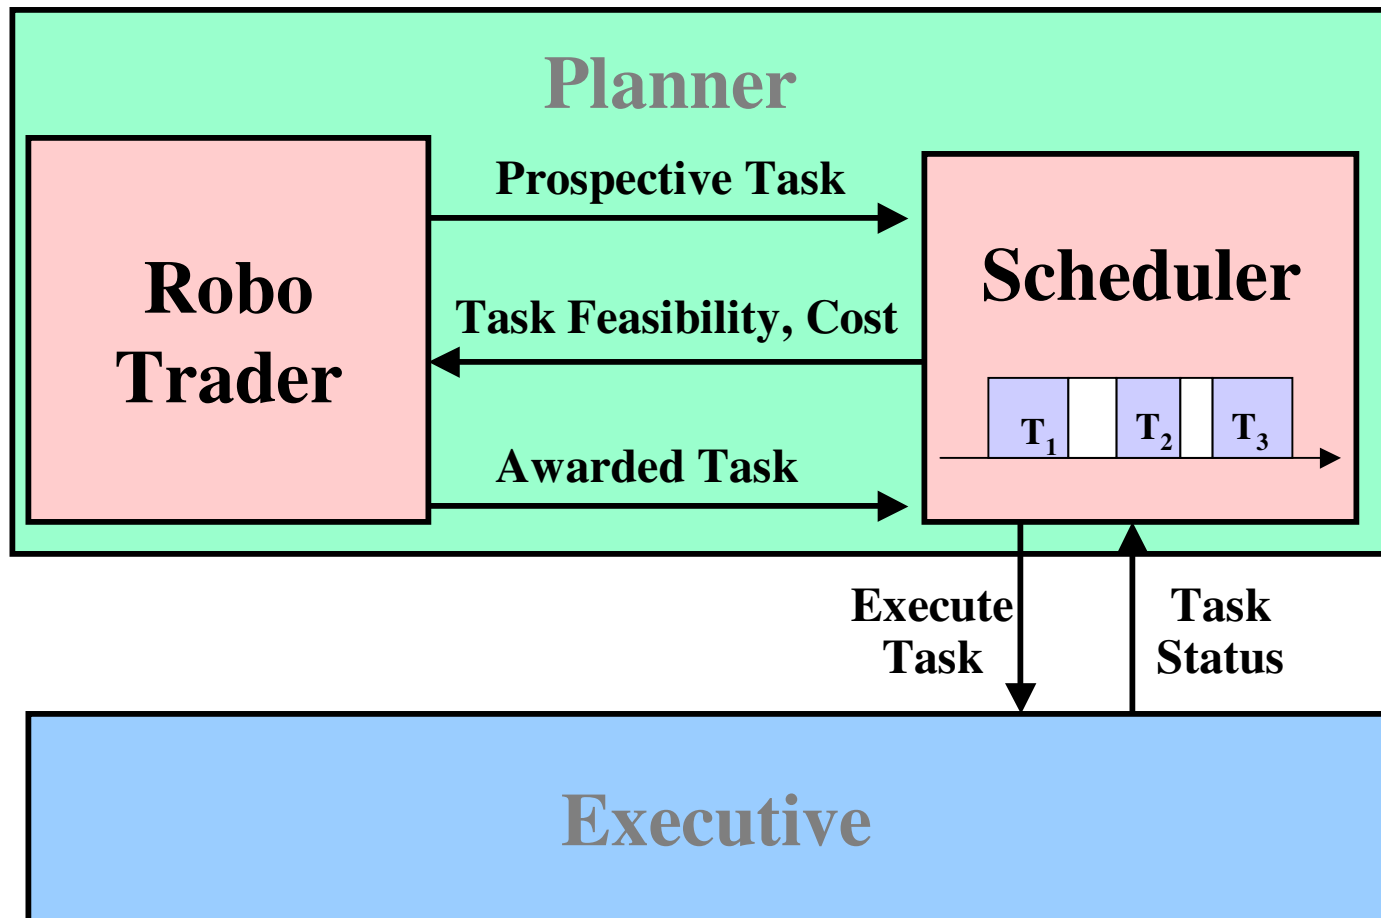 Planner
Robo
Trader
Prospective Task
Task Feasibility, Cost
Awarded Task
Scheduler
T₁ T₂ T₃
Execute
Task
Task
Status
Executive